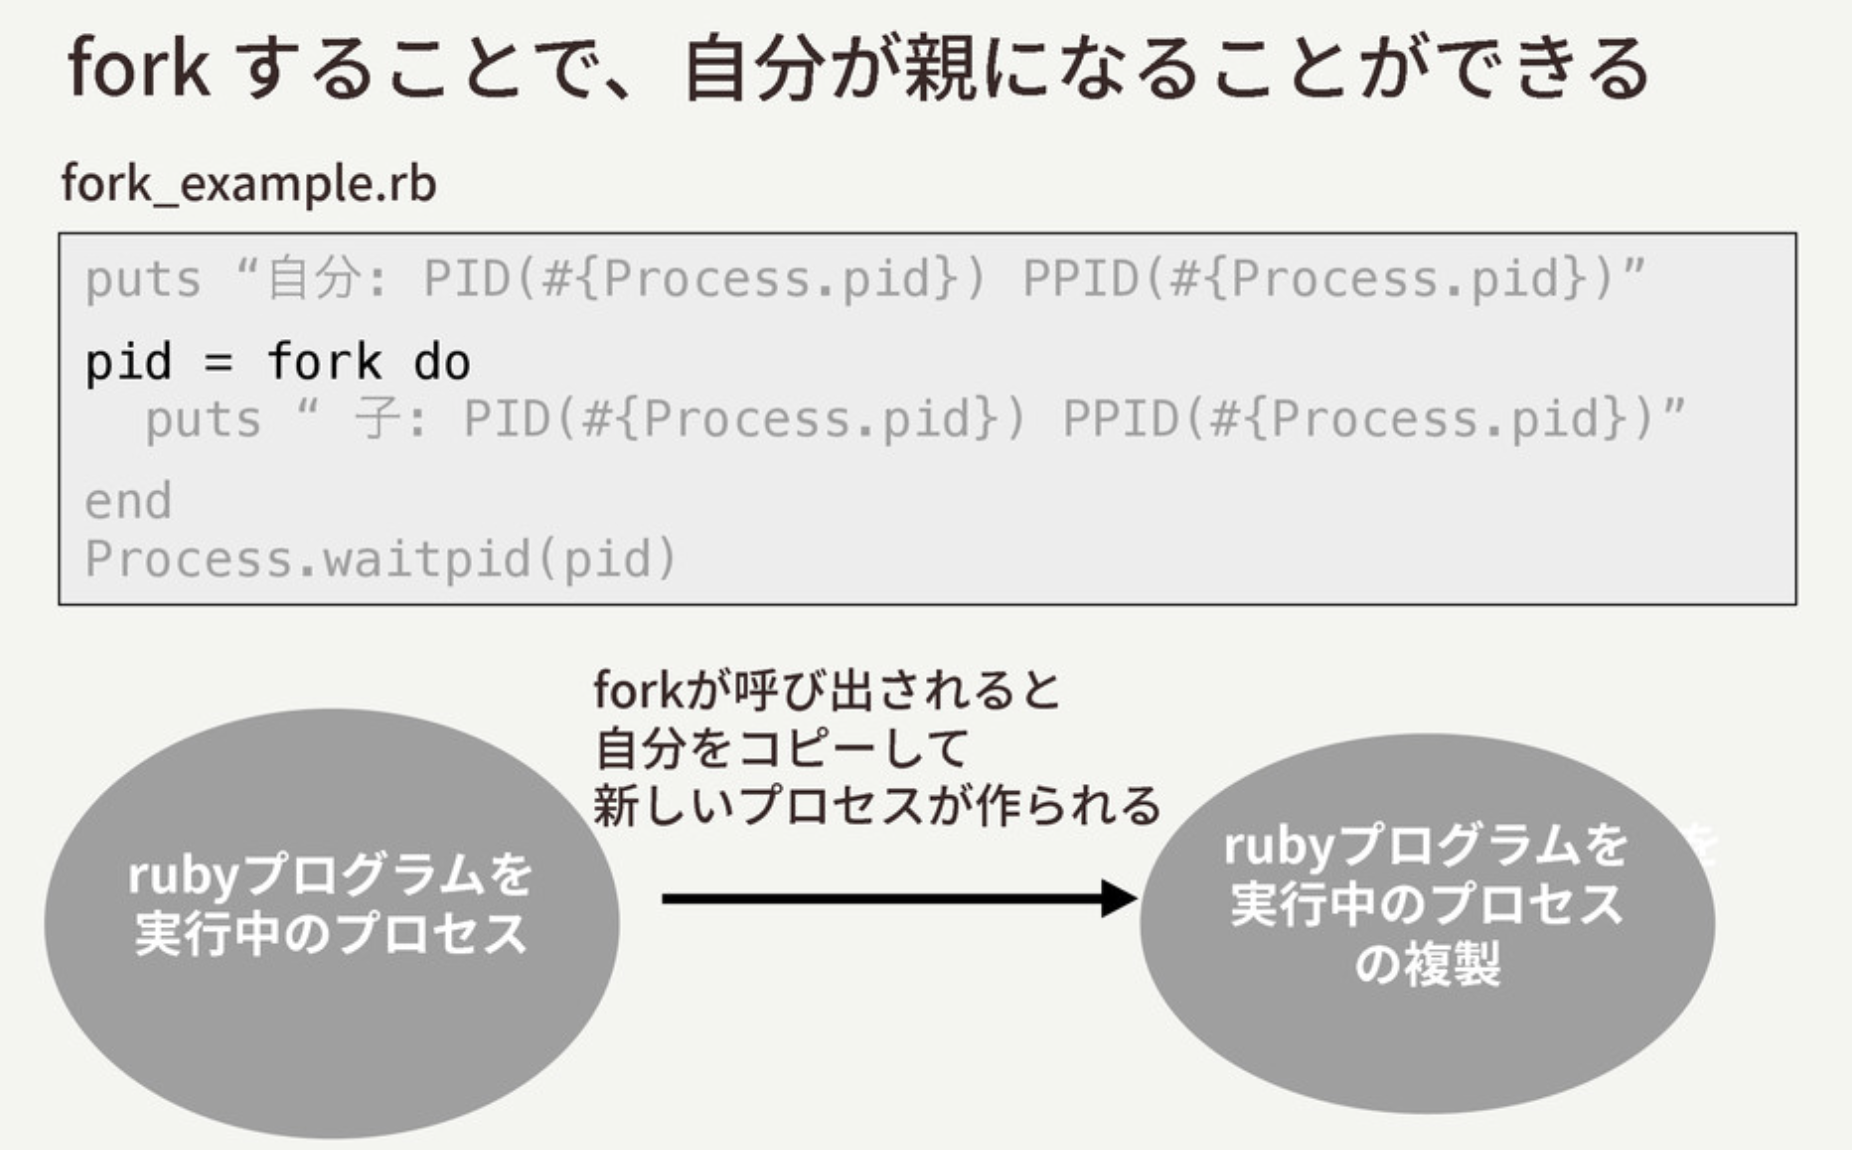 fork することで、自分が親になることができる
fork_example.rb
puts “自分: PID(#{Process.pid}) PPID(#{Process.pid})”
pid = fork do
puts “ 子: PID(#{Process.pid}) PPID(#{Process.pid})”
end
Process.waitpid(pid)
forkが呼び出されると
自分をコピーして
新しいプロセスが作られる
rubyプログラムを
実行中のプロセス
rubyプログラムを
を
実行中のプロセス
の複製